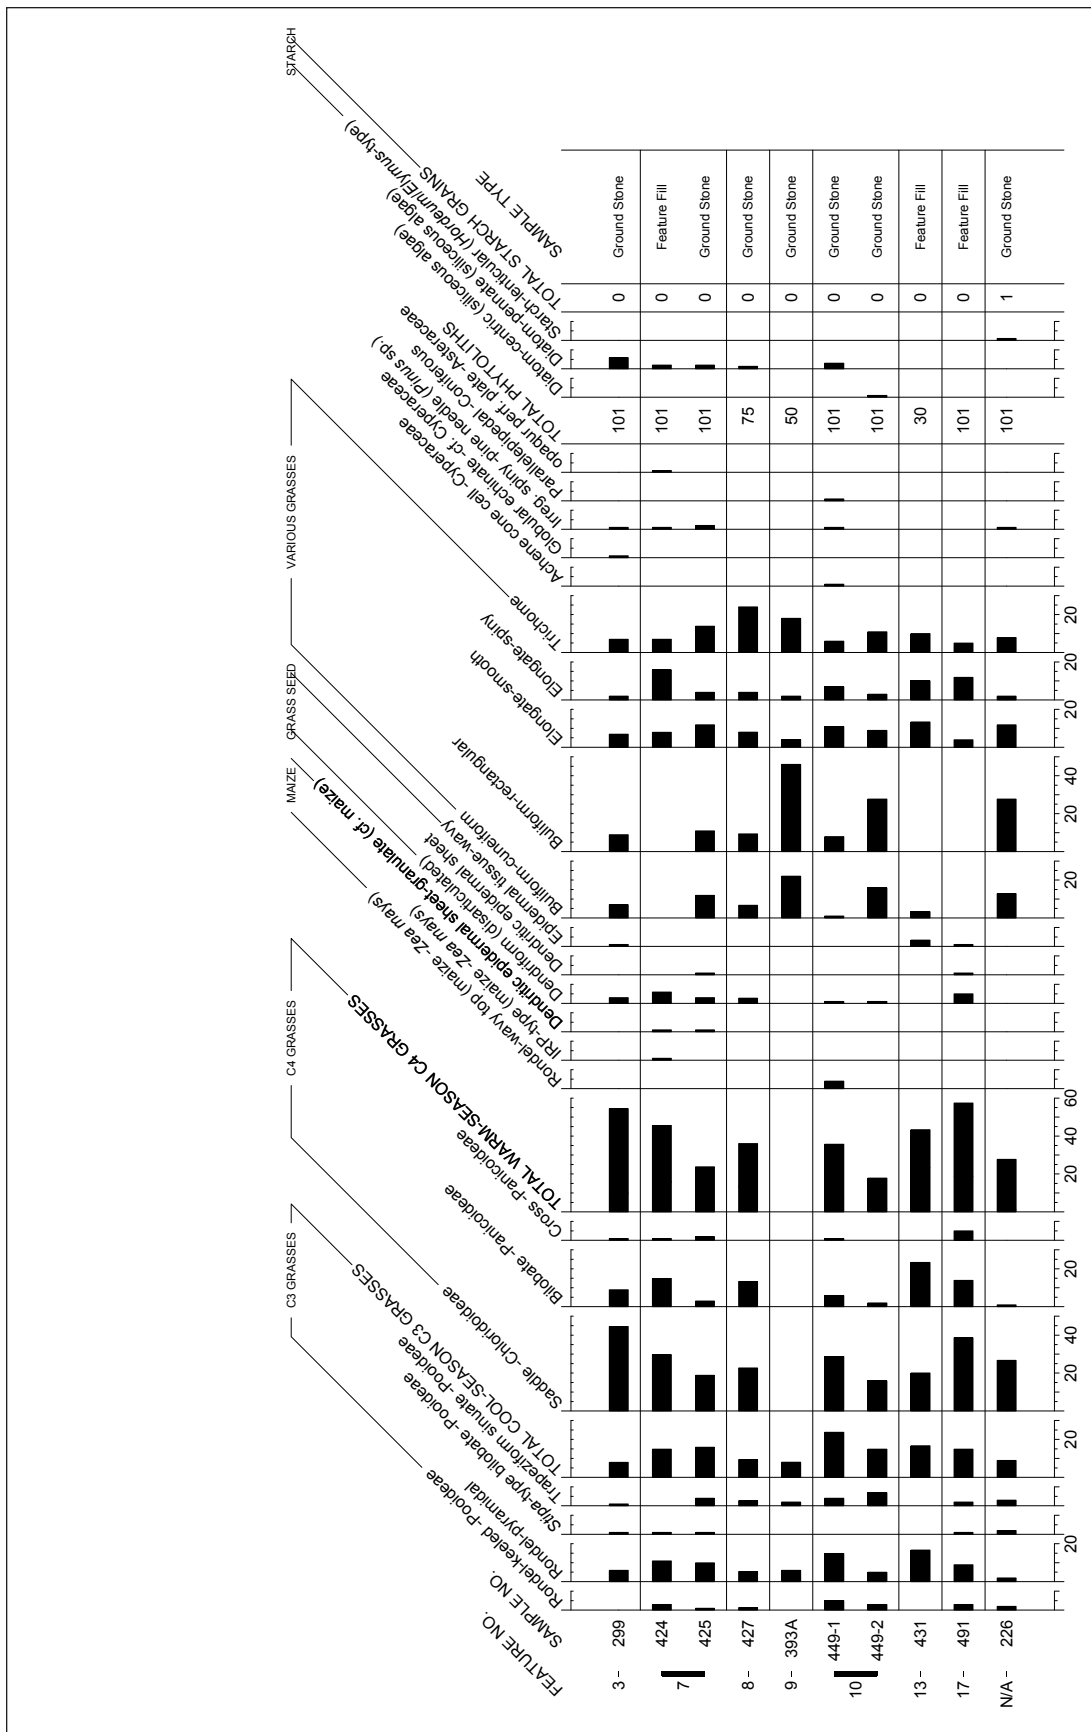 FEATURE NO.
SAMPLE NO.
Rondel-keeled -Pooideae
Rondel-pyramidal
Stipa-type bilobate -Pooideae
Trapeziform sinuate -Pooideae
TOTAL COOL-SEASON C3 GRASSES
Saddle -Chloridoideae
Bilobate -Panicoideae
Cross -Panicoideae
TOTAL WARM-SEASON C4 GRASSES
Rondel-wavy top (maize -Zea mays)
IRP-type (maize -Zea mays)
Dendritic epidermal sheet-granulate (cf. maize)
Dendriform (disarticulated)
Dendritic epidermal sheet
Epidermal tissue-wavy
Buliform-cuneiform
Buliform-rectangular
Elongate-smooth
Elongate-spiny
Trichome
Achene cone cell -Cyperaceae
Globular echinate -cf. Cyperaceae
Irreg. spiny -pine needle (Pinus sp.)
Parallelepipedal -Coniferous
opaqur perf. plate -Asteraceae
TOTAL PHYTOLITHS
Diatom-centric (siliceous algae)
Diatom-pennate (siliceous algae)
Starch-lenticular (Hordeum/Elymus-type)
TOTAL STARCH GRAINS
SAMPLE TYPE
C3 GRASSES
C4 GRASSES
MAIZE
GRASS SEED
VARIOUS GRASSES
STARCH
3 - 299 101 0 Ground Stone
7 424 101 0 Feature Fill
425 101 0 Ground Stone
8 - 427 75 0 Ground Stone
9 - 393A 50 0 Ground Stone
10 449-1 101 0 Ground Stone
449-2 101 0 Ground Stone
13 - 431 30 0 Feature Fill
17 - 491 101 0 Feature Fill
N/A - 226 101 1 Ground Stone
20 20 20 40 20 20 40 60 20 20 40 20 20 20